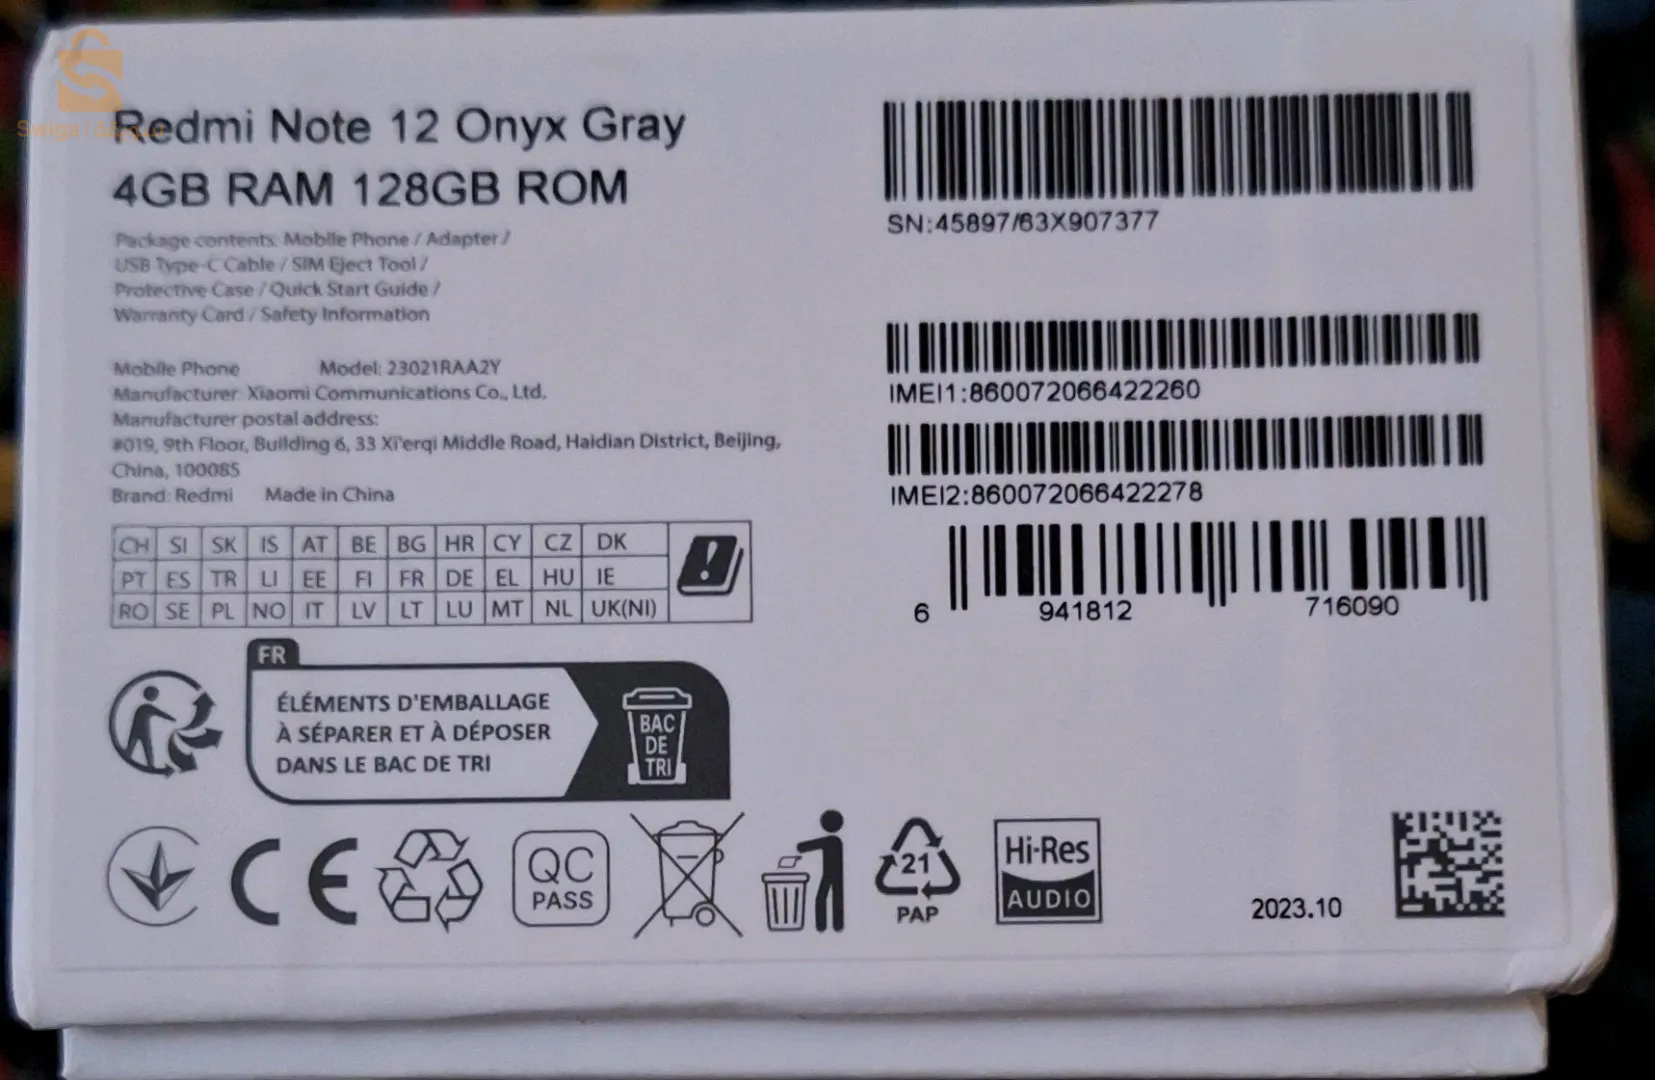 Redmi Note 12 Onyx Gray
4GB RAM 128GB ROM
Package contents: Mobile Phone / Adapter /
USB Type-C Cable / SIM Eject Tool /
Protective Case / Quick Start Guide /
Warranty Card / Safety Information
Mobile Phone Model: 23021RAA2Y
Manufacturer: Xiaomi Communications Co., Ltd.
Manufacturer postal address:
#019, 9th Floor, Building 6, 33 Xi'erqi Middle Road, Haidian District, Beijing,
China, 100085
Brand: Redmi Made in China
CH SI SK IS AT BE BG HR CY CZ DK
PT ES TR LI EE FI FR DE EL HU IE
RO SE PL NO IT LV LT LU MT NL UK(NI)
FR
ÉLÉMENTS D'EMBALLAGE
À SÉPARER ET À DÉPOSER
DANS LE BAC DE TRI
BAC
DE
TRI
CE
QC
PASS
21
PAP
Hi-Res
AUDIO
SN:45897/63X907377
IMEI1:860072066422260
IMEI2:860072066422278
6 941812 716090
2023.10